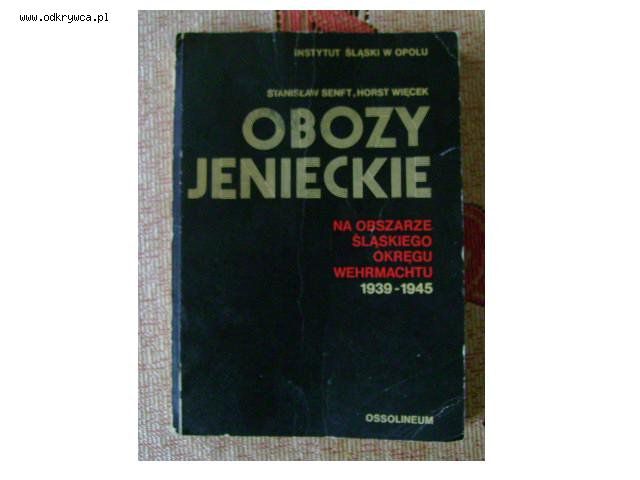 www.odkrywca.pl
INSTYTUT ŚLĄSKI W OPOLU
STANISŁAW SENFT, HORST WIĘCEK
OBOZY
JENIECKIE
NA OBSZARZE
ŚLĄSKIEGO
OKRĘGU
WEHRMACHTU
1939-1945
OSSOLINEUM